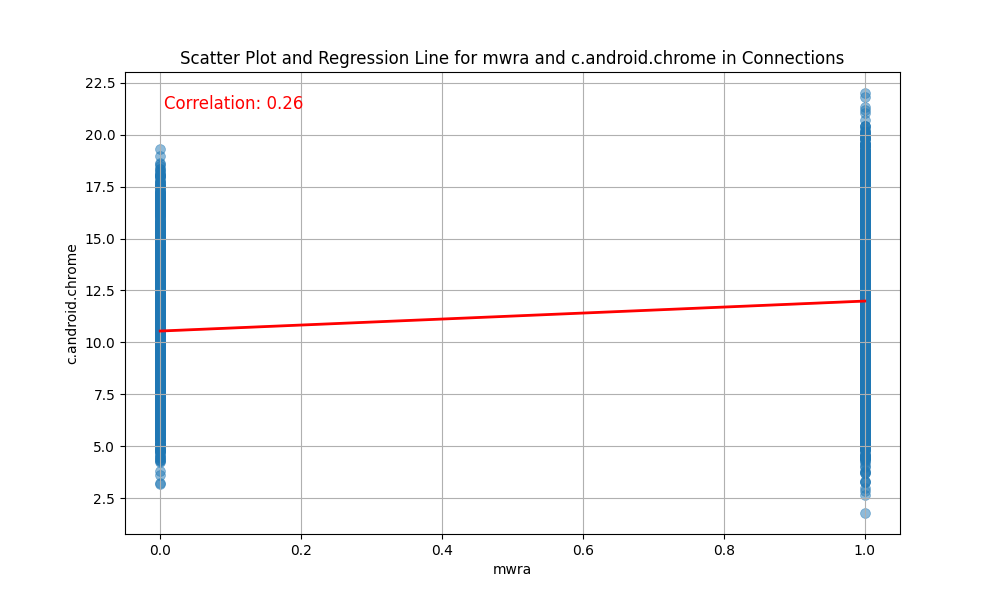 Scatter Plot and Regression Line for mwra and c.android.chrome in Connections
Correlation: 0.26
22.5
20.0
17.5
15.0
12.5
10.0
7.5
5.0
2.5
c.android.chrome
0.0 0.2 0.4 0.6 0.8 1.0
mwra